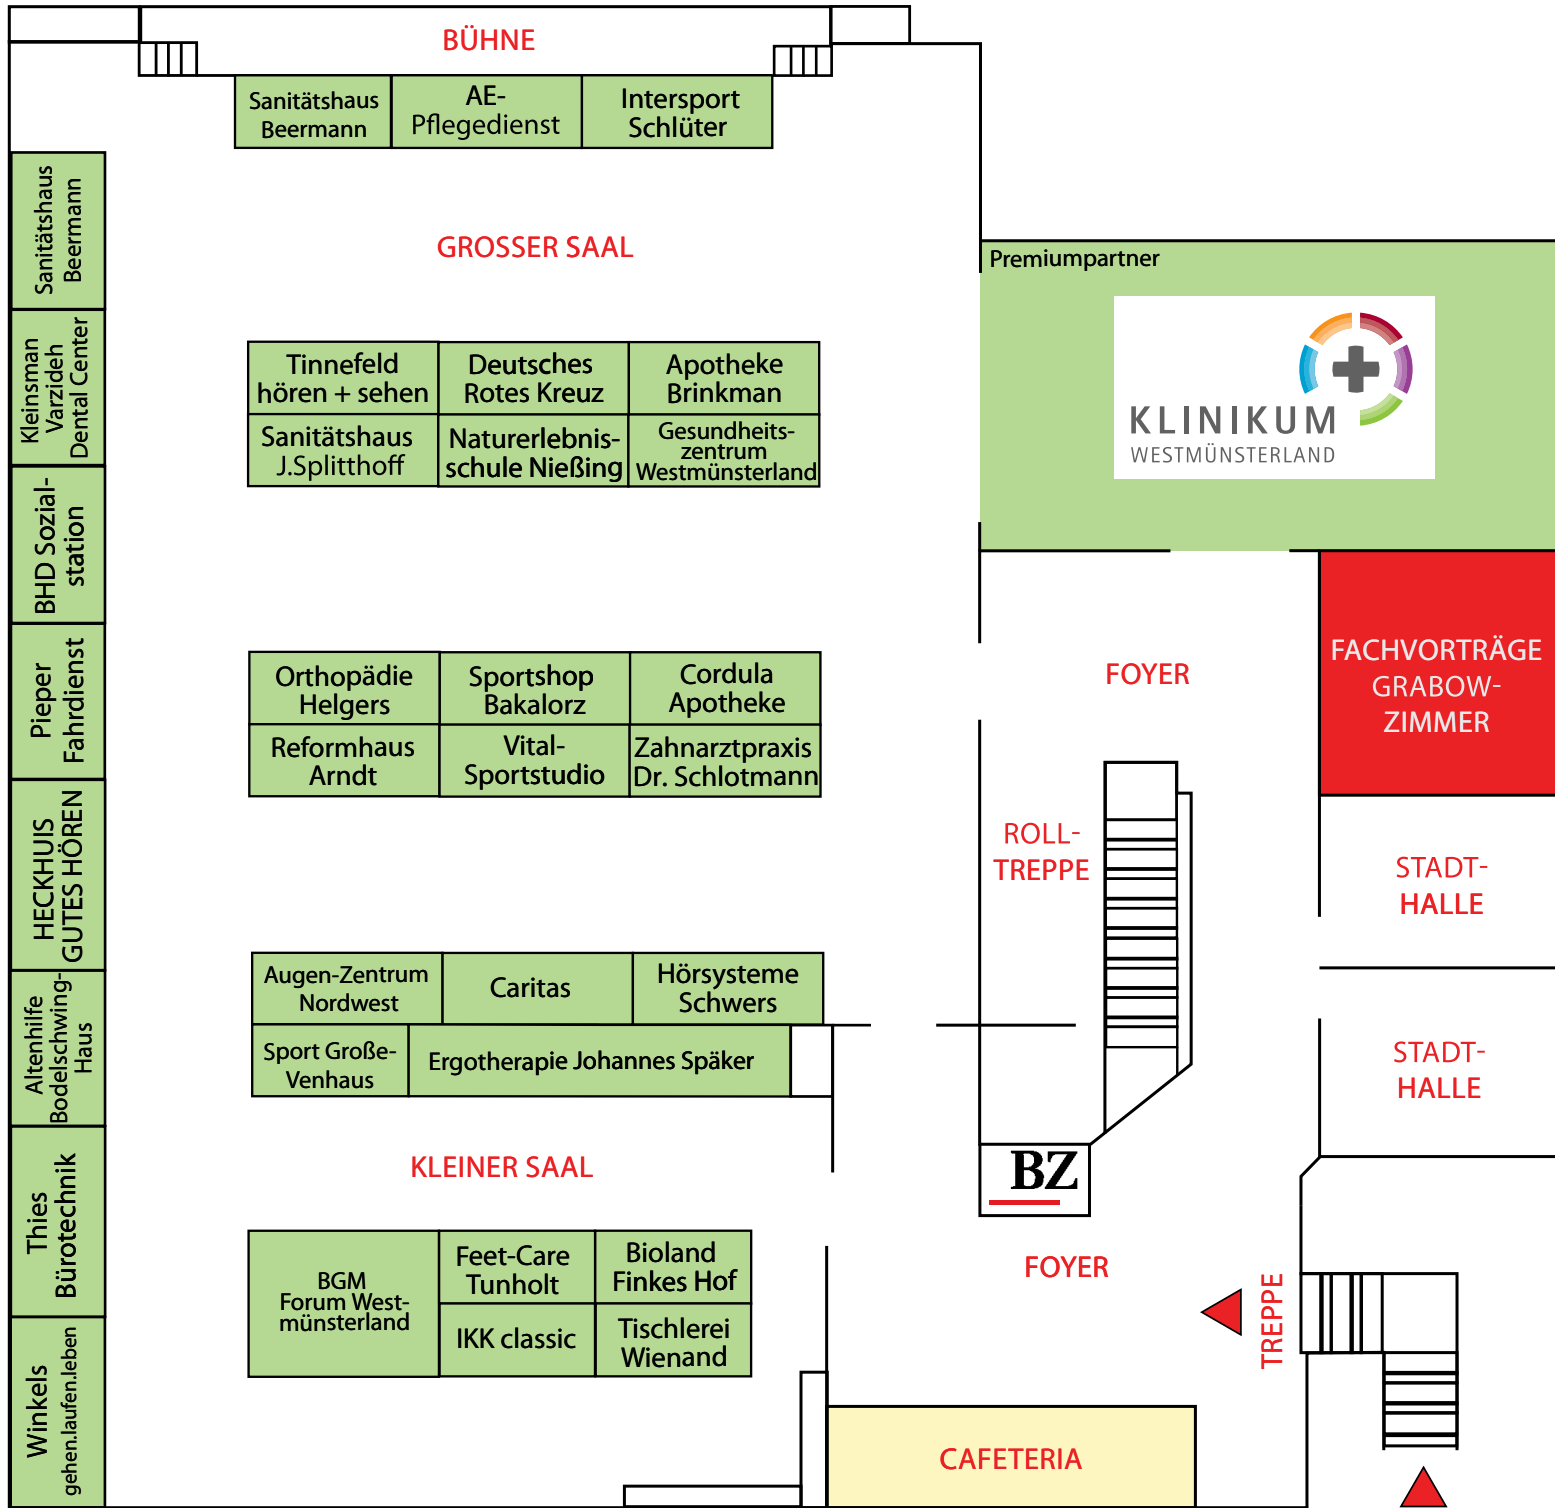 BÜHNE
Sanitätshaus
Beermann
AE-
Pflegedienst
Intersport
Schlüter
GROSSER SAAL
Sanitätshaus
Beermann
Kleinsman
Varzideh
Dental Center
BHD Sozial-
station
Pieper
Fahrdienst
HECKHUIS
GUTES HÖREN
Altenhilfe
Bodelschwing-
Haus
Thies
Bürotechnik
Winkels
gehen.laufen.leben
Tinnefeld
hören + sehen
Deutsches
Rotes Kreuz
Apotheke
Brinkman
Sanitätshaus
J.Splitthoff
Naturerlebnis-
schule Nießing
Gesundheits-
zentrum
Westmünsterland
Orthopädie
Helgers
Sportshop
Bakalorz
Cordula
Apotheke
Reformhaus
Arndt
Vital-
Sportstudio
Zahnarztpraxis
Dr. Schlotmann
Augen-Zentrum
Nordwest
Caritas
Hörsysteme
Schwers
Sport Große-
Venhaus
Ergotherapie Johannes Späker
KLEINER SAAL
BGM
Forum West-
münsterland
Feet-Care
Tunholt
Bioland
Finkes Hof
IKK classic
Tischlerei
Wienand
Premiumpartner
KLINIKUM
WESTMÜNSTERLAND
FOYER
FACHVORTRÄGE
GRABOW-
ZIMMER
ROLL-
TREPPE
STADT-
HALLE
STADT-
HALLE
BZ
FOYER
TREPPE
CAFETERIA